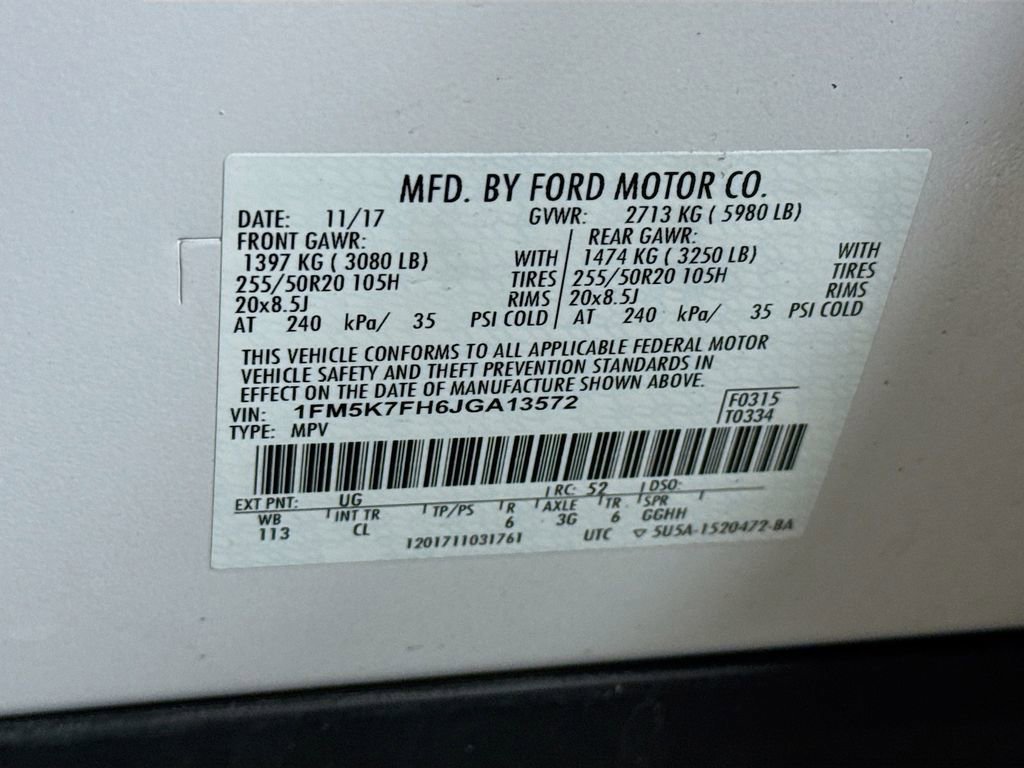 MFD. BY FORD MOTOR CO.
DATE: 11/17 GVWR: 2713 KG ( 5980 LB)
FRONT GAWR: REAR GAWR:
1397 KG ( 3080 LB) WITH 1474 KG ( 3250 LB) WITH
255/50R20 105H TIRES 255/50R20 105H TIRES
20x8.5J RIMS 20x8.5J RIMS
AT 240 kPa/ 35 PSI COLD AT 240 kPa/ 35 PSI COLD
THIS VEHICLE CONFORMS TO ALL APPLICABLE FEDERAL MOTOR
VEHICLE SAFETY AND THEFT PREVENTION STANDARDS IN
EFFECT ON THE DATE OF MANUFACTURE SHOWN ABOVE.
VIN: 1FM5K7FH6JGA13572 F0315
TYPE: MPV T0334
EXT PNT: UG RC: 52 DSO:
WB INT TR TP/PS R AXLE TR SPR
113 CL 6 3G 6 GGHH
1201711031761 UTC ▽ 5U5A-1520472-BA